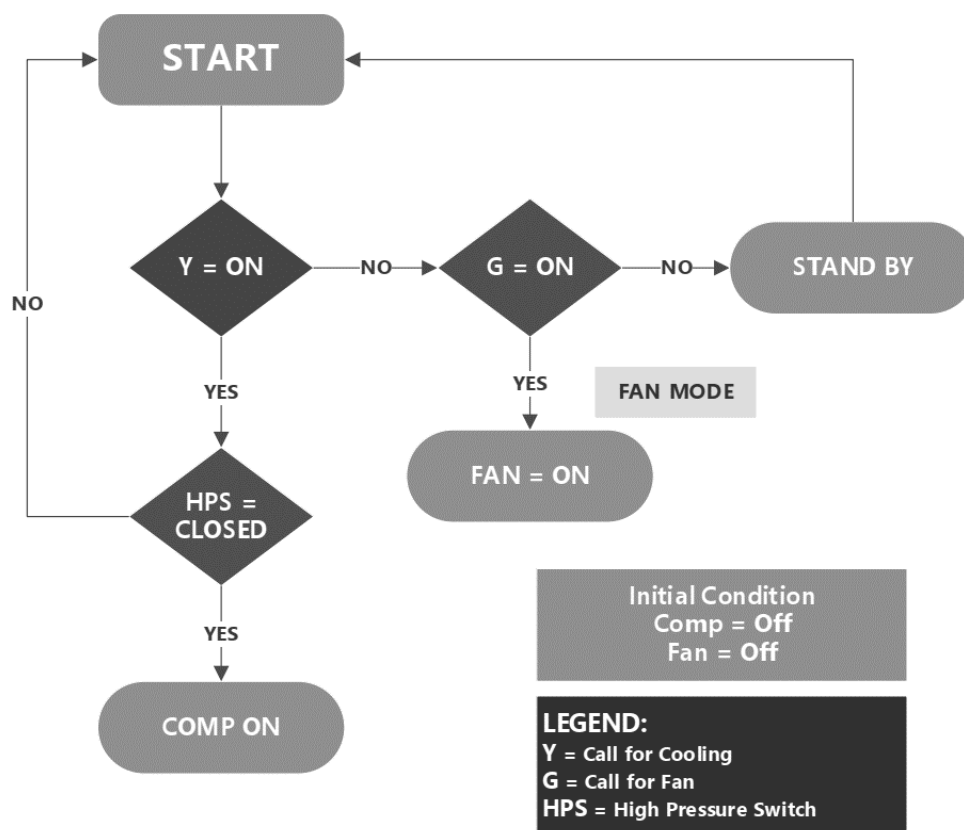 START
Y = ON
NO
G = ON
NO
STAND BY
NO
YES
YES
FAN MODE
FAN = ON
HPS =
CLOSED
YES
COMP ON
Initial Condition
Comp = Off
Fan = Off
LEGEND:
Y = Call for Cooling
G = Call for Fan
HPS = High Pressure Switch